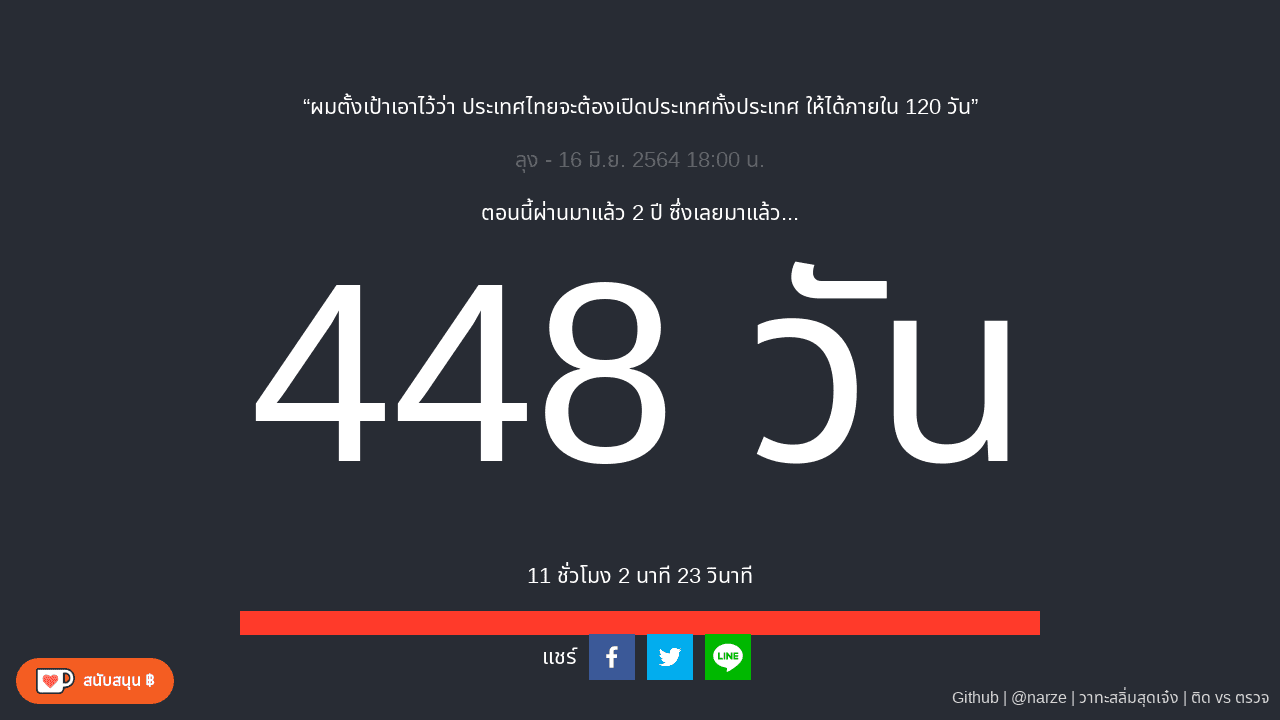 “ผมตั้งเป้าเอาไว้ว่า ประเทศไทยจะต้องเปิดประเทศทั้งประเทศ ให้ได้ภายใน 120 วัน”
ลุง - 16 มิ.ย. 2564 18:00 น.
ตอนนี้ผ่านมาแล้ว 2 ปี ซึ่งเลยมาแล้ว...
448 วัน
11 ชั่วโมง 2 นาที 23 วินาที
แชร์
LINE
สนับสนุน ฿
Github | @narze | วาทะสลิ่มสุดเจ๋ง | ติด vs ตรวจ